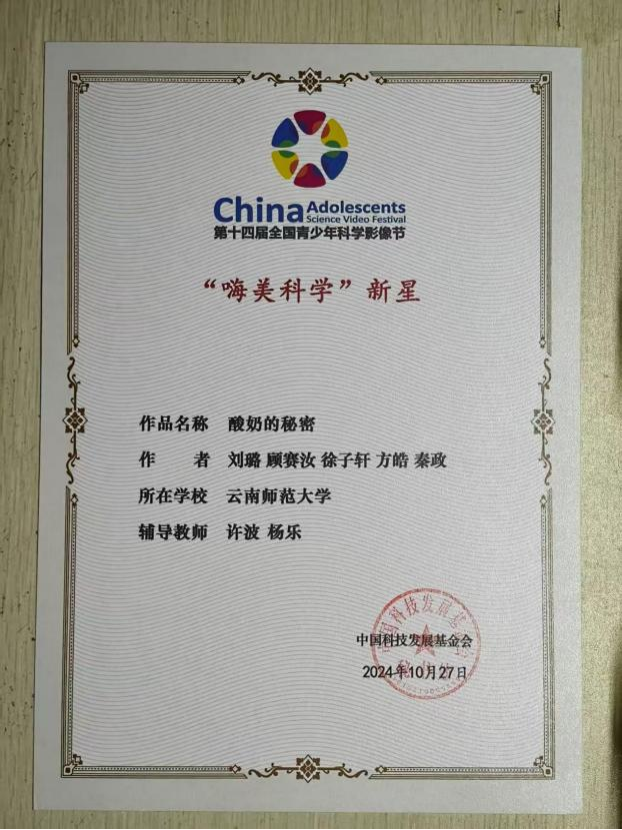 China Adolescents
Science Video Festival
第十四届全国青少年科学影像节
“嗨美科学”新星
作品名称 酸奶的秘密
作 者 刘璐 顾赛汝 徐子轩 方皓 秦政
所在学校 云南师范大学
辅导教师 许波 杨乐
中国科技发展基金会
2024年10月27日